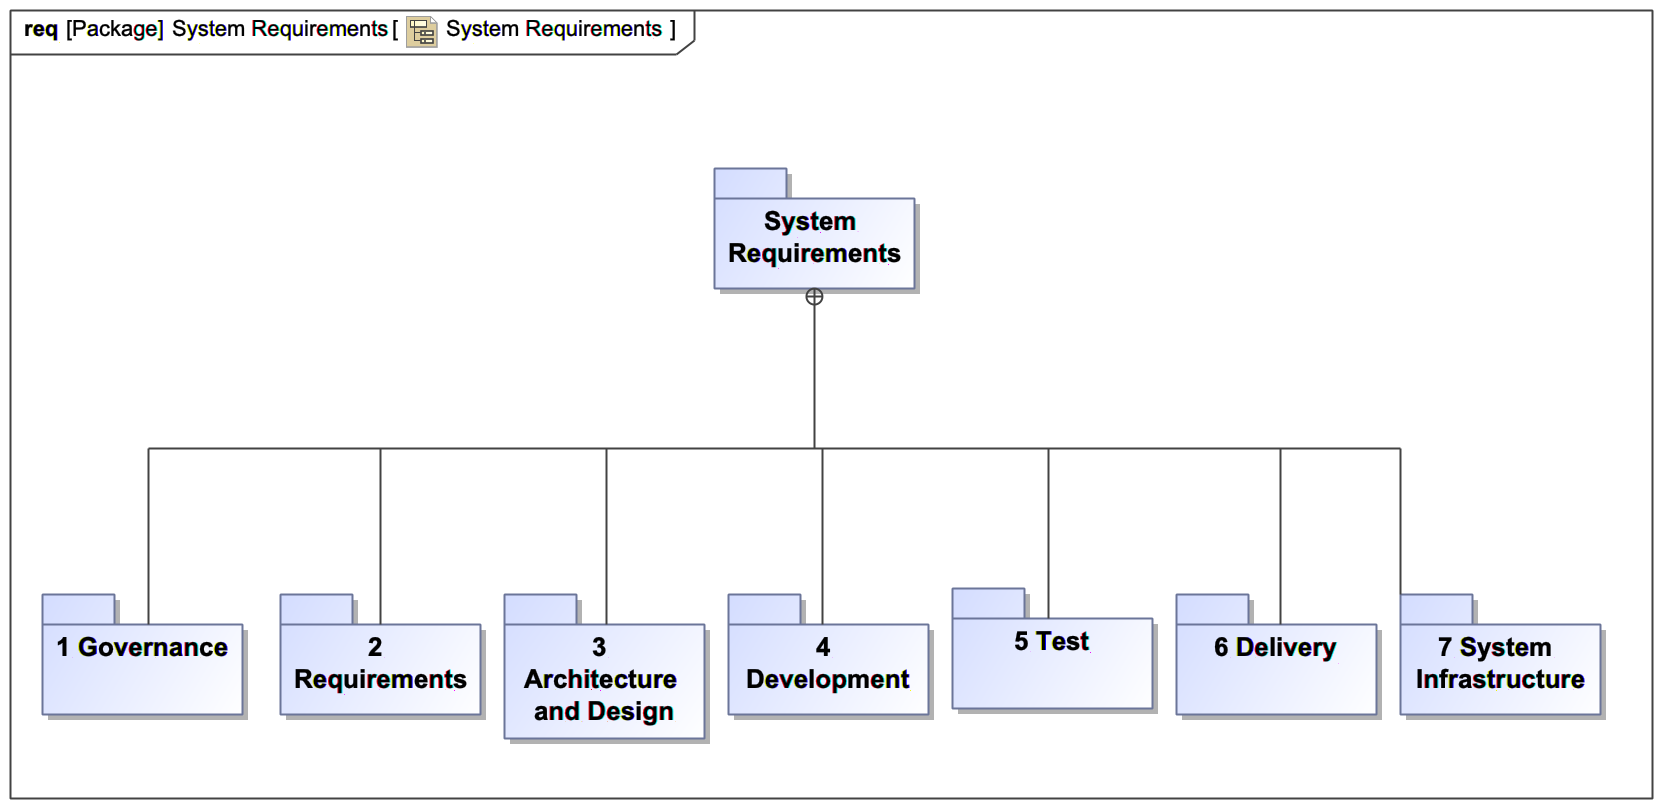 req [Package] System Requirements [ System Requirements ]
System
Requirements
1 Governance
2
Requirements
3
Architecture
and Design
4
Development
5 Test
6 Delivery
7 System
Infrastructure